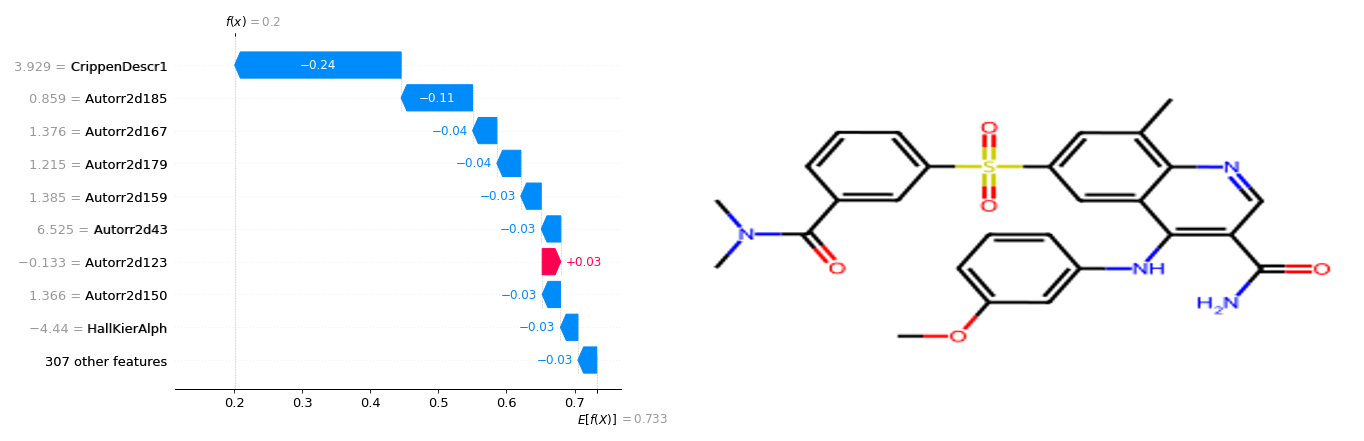 f(x) = 0.2
3.929 = CrippenDescr1
−0.24
0.859 = Autorr2d185
−0.11
1.376 = Autorr2d167
−0.04
1.215 = Autorr2d179
−0.04
1.385 = Autorr2d159
−0.03
6.525 = Autorr2d43
−0.03
−0.133 = Autorr2d123
+0.03
1.366 = Autorr2d150
−0.03
−4.44 = HallKierAlph
−0.03
307 other features
−0.03
0.2 0.3 0.4 0.5 0.6 0.7
E[f(X)] = 0.733
O
S
N
O
N
O
NH
O
H2N
O